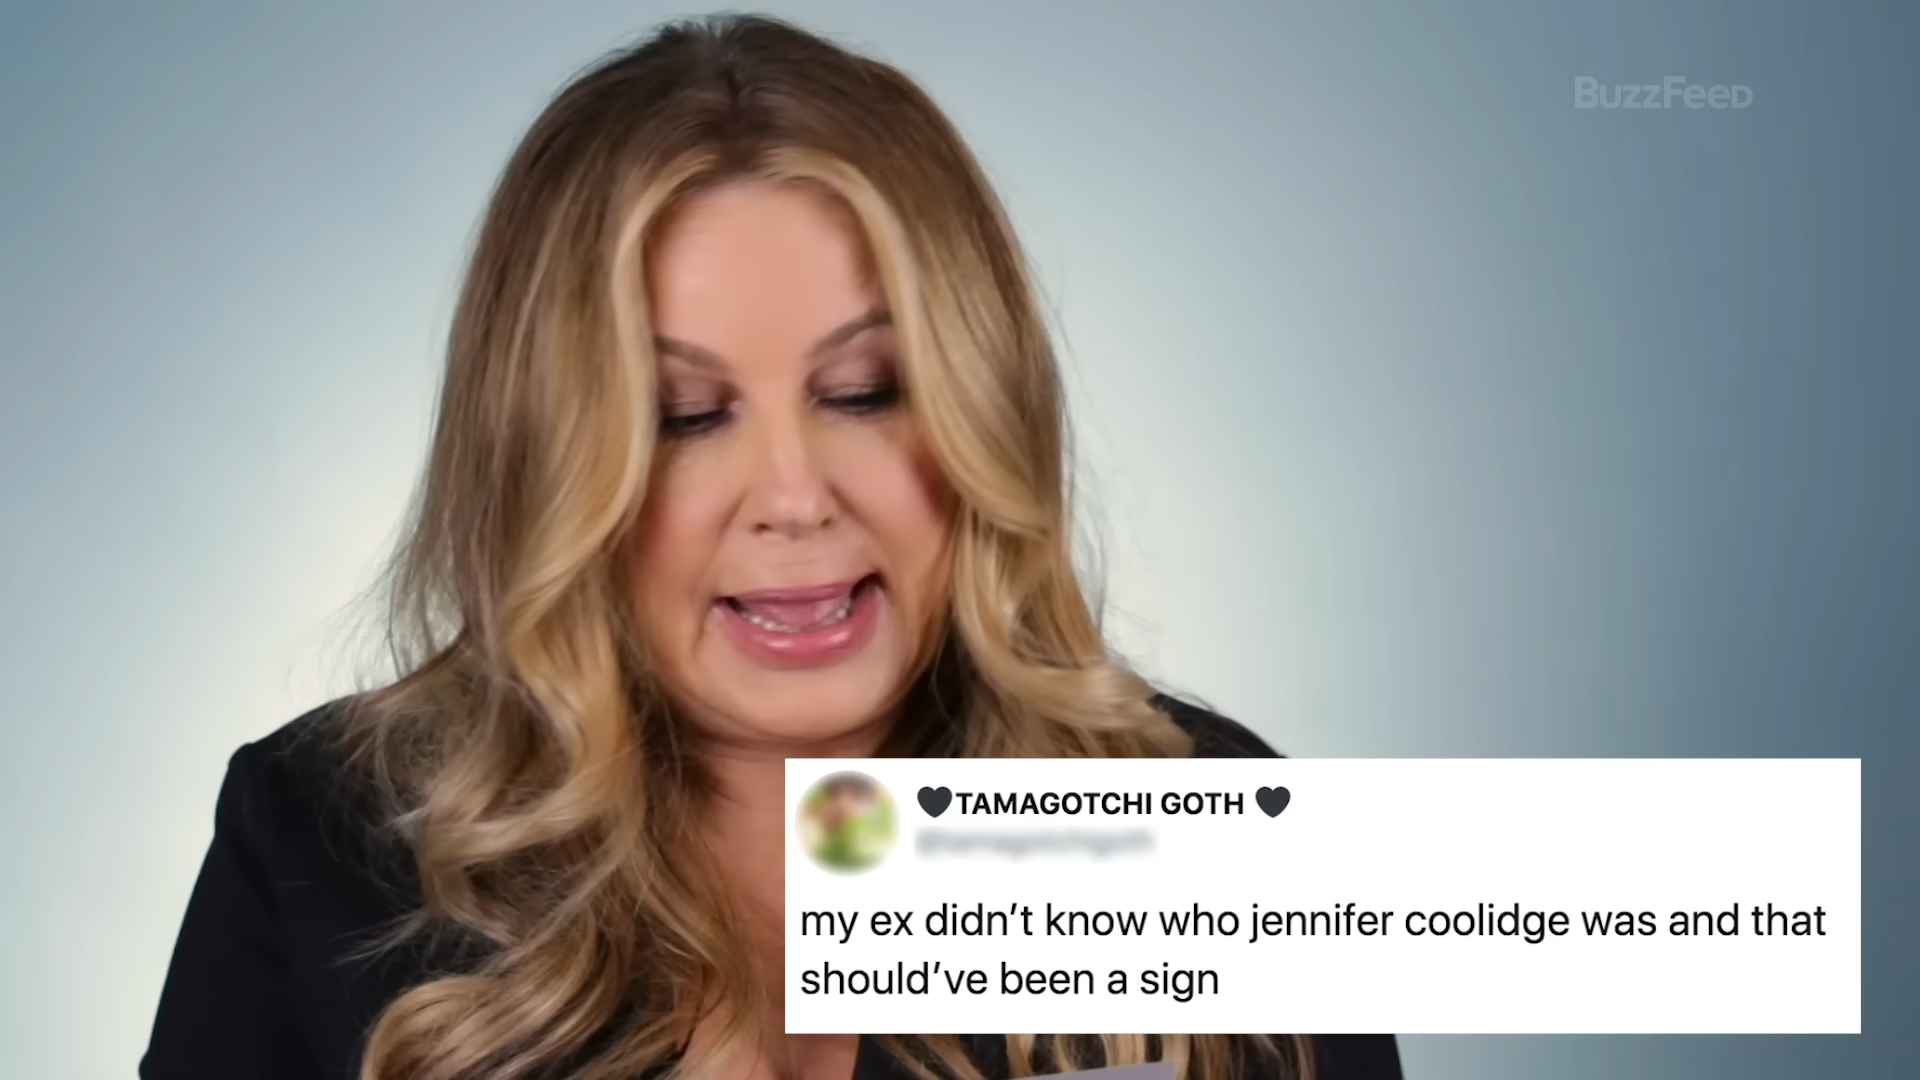 BuzzFeed
🖤TAMAGOTCHI GOTH 🖤
my ex didn’t know who jennifer coolidge was and that
should’ve been a sign